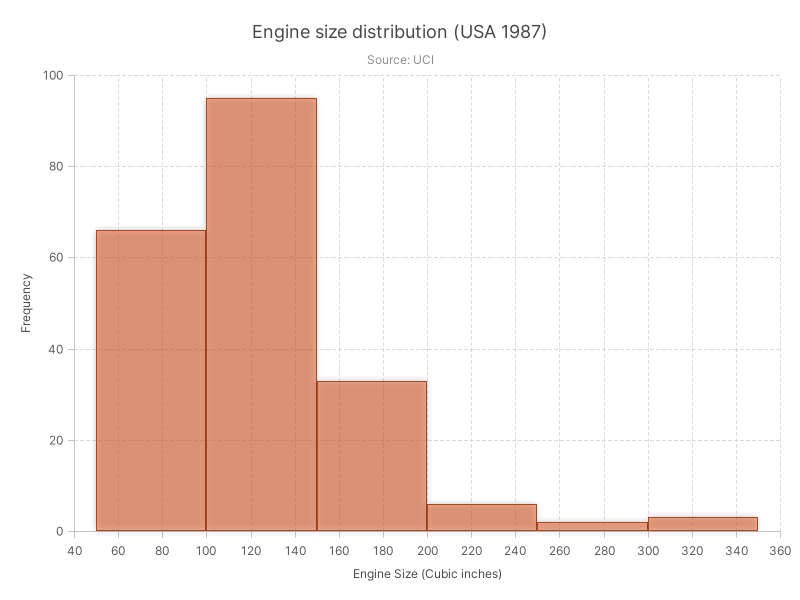 Engine size distribution (USA 1987)
Source: UCI
100
80
60
40
20
0
Frequency
40 60 80 100 120 140 160 180 200 220 240 260 280 300 320 340 360
Engine Size (Cubic inches)